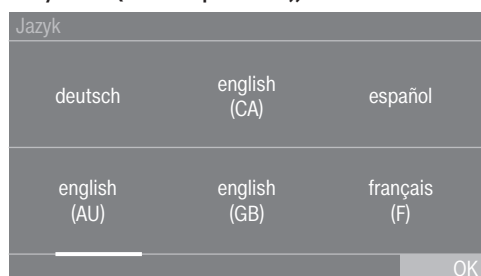 Jazyk
deutsch
english
(CA)
español
english
(AU)
english
(GB)
français
(F)
OK